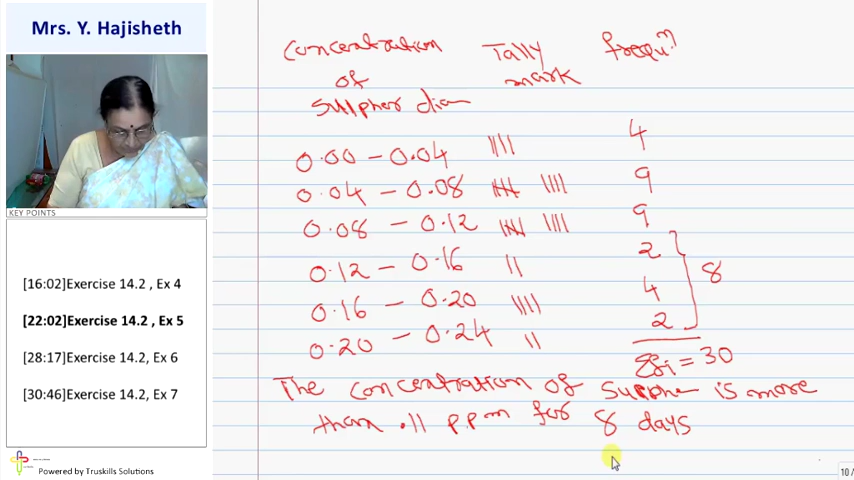 Mrs. Y. Hajisheth
KEY POINTS
[16:02]Exercise 14.2 , Ex 4
[22:02]Exercise 14.2 , Ex 5
[28:17]Exercise 14.2 , Ex 6
[30:46]Exercise 14.2, Ex 7
Powered by Truskills Solutions
Concentration Tally
of mark
Sulpher
0.00 - 0.04 |||| 4
0.04 - 0.08 |||| |||| 9
0.08 - 0.12 |||| |||| 9
0.12 - 0.16 || 2
0.16 - 0.20 |||| 4
0.20 - 0.24 || 2
8
Σfi = 30
The concentration of is more
than .11 ppm for 8 days
10/